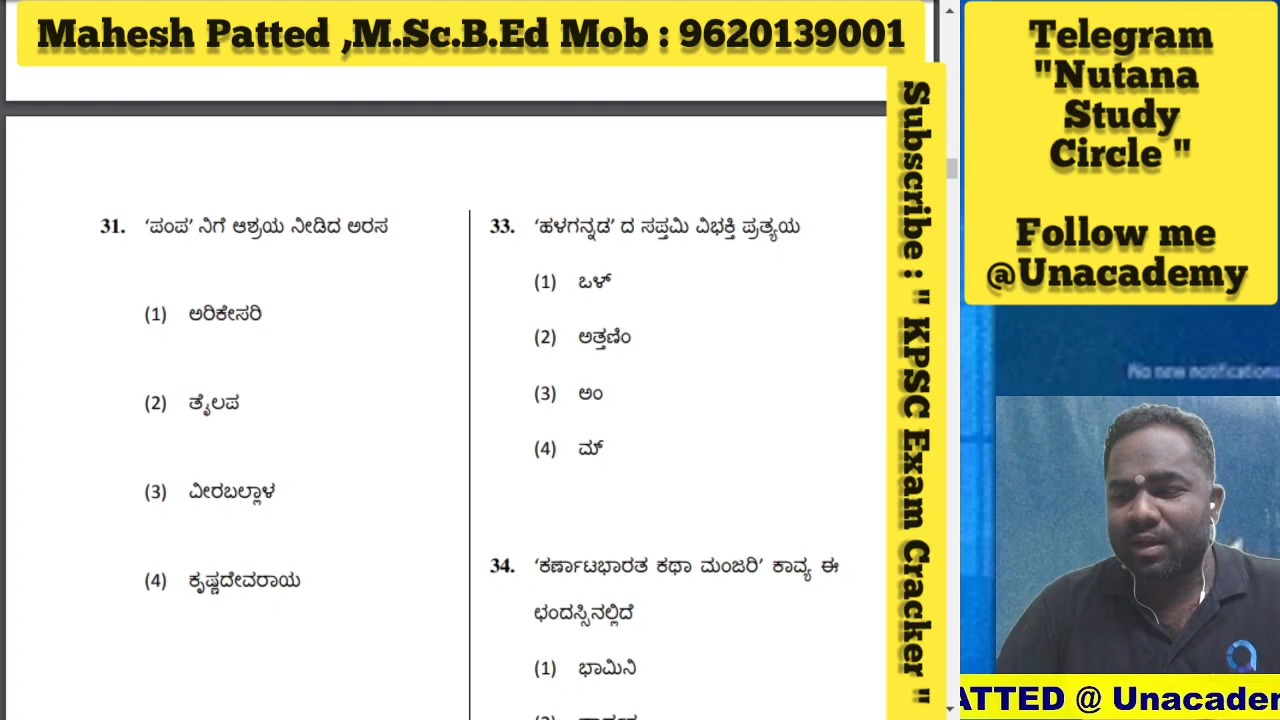 Mahesh Patted ,M.Sc.B.Ed Mob : 9620139001
31. ‘ಪಂಪ’ ನಿಗೆ ಆಶ್ರಯ ನೀಡಿದ ಅರಸ
(1) ಅರಿಕೇಸರಿ
(2) ತೈಲಪ
(3) ವೀರಬಲ್ಲಾಳ
(4) ಕೃಷ್ಣದೇವರಾಯ
33. ‘ಹಳಗನ್ನಡ’ ದ ಸಪ್ತಮಿ ವಿಭಕ್ತಿ ಪ್ರತ್ಯಯ
(1) ಒಳ್
(2) ಅತ್ತಣಿಂ
(3) ಅಂ
(4) ಮ್
34. ‘ಕರ್ಣಾಟಭಾರತ ಕಥಾ ಮಂಜರಿ’ ಕಾವ್ಯ ಈ
ಛಂದಸ್ಸಿನಲ್ಲಿದೆ
(1) ಭಾಮಿನಿ
Subscribe : " KPSC Exam Cracker "
Telegram
"Nutana
Study
Circle "
Follow me
@Unacademy
No new notifications
ATTED @ Unacader